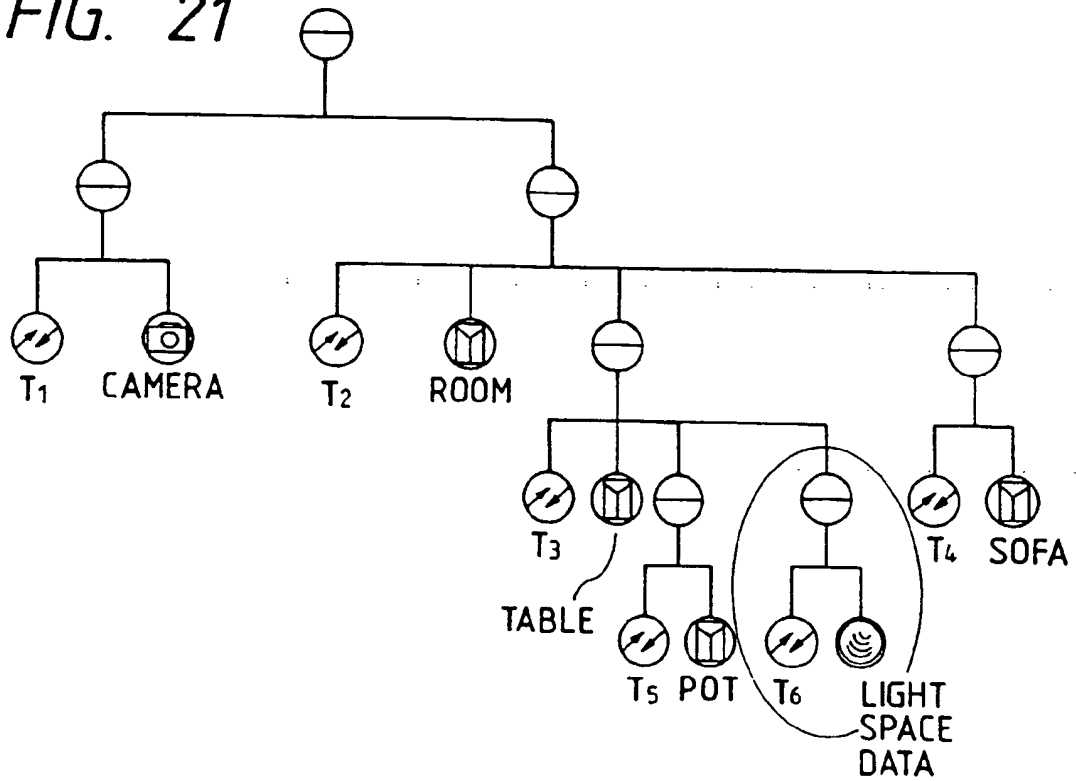 FIG. 21
T1 CAMERA
T2 ROOM
T3
TABLE
T4 SOFA
T5 POT
T6
LIGHT
SPACE
DATA